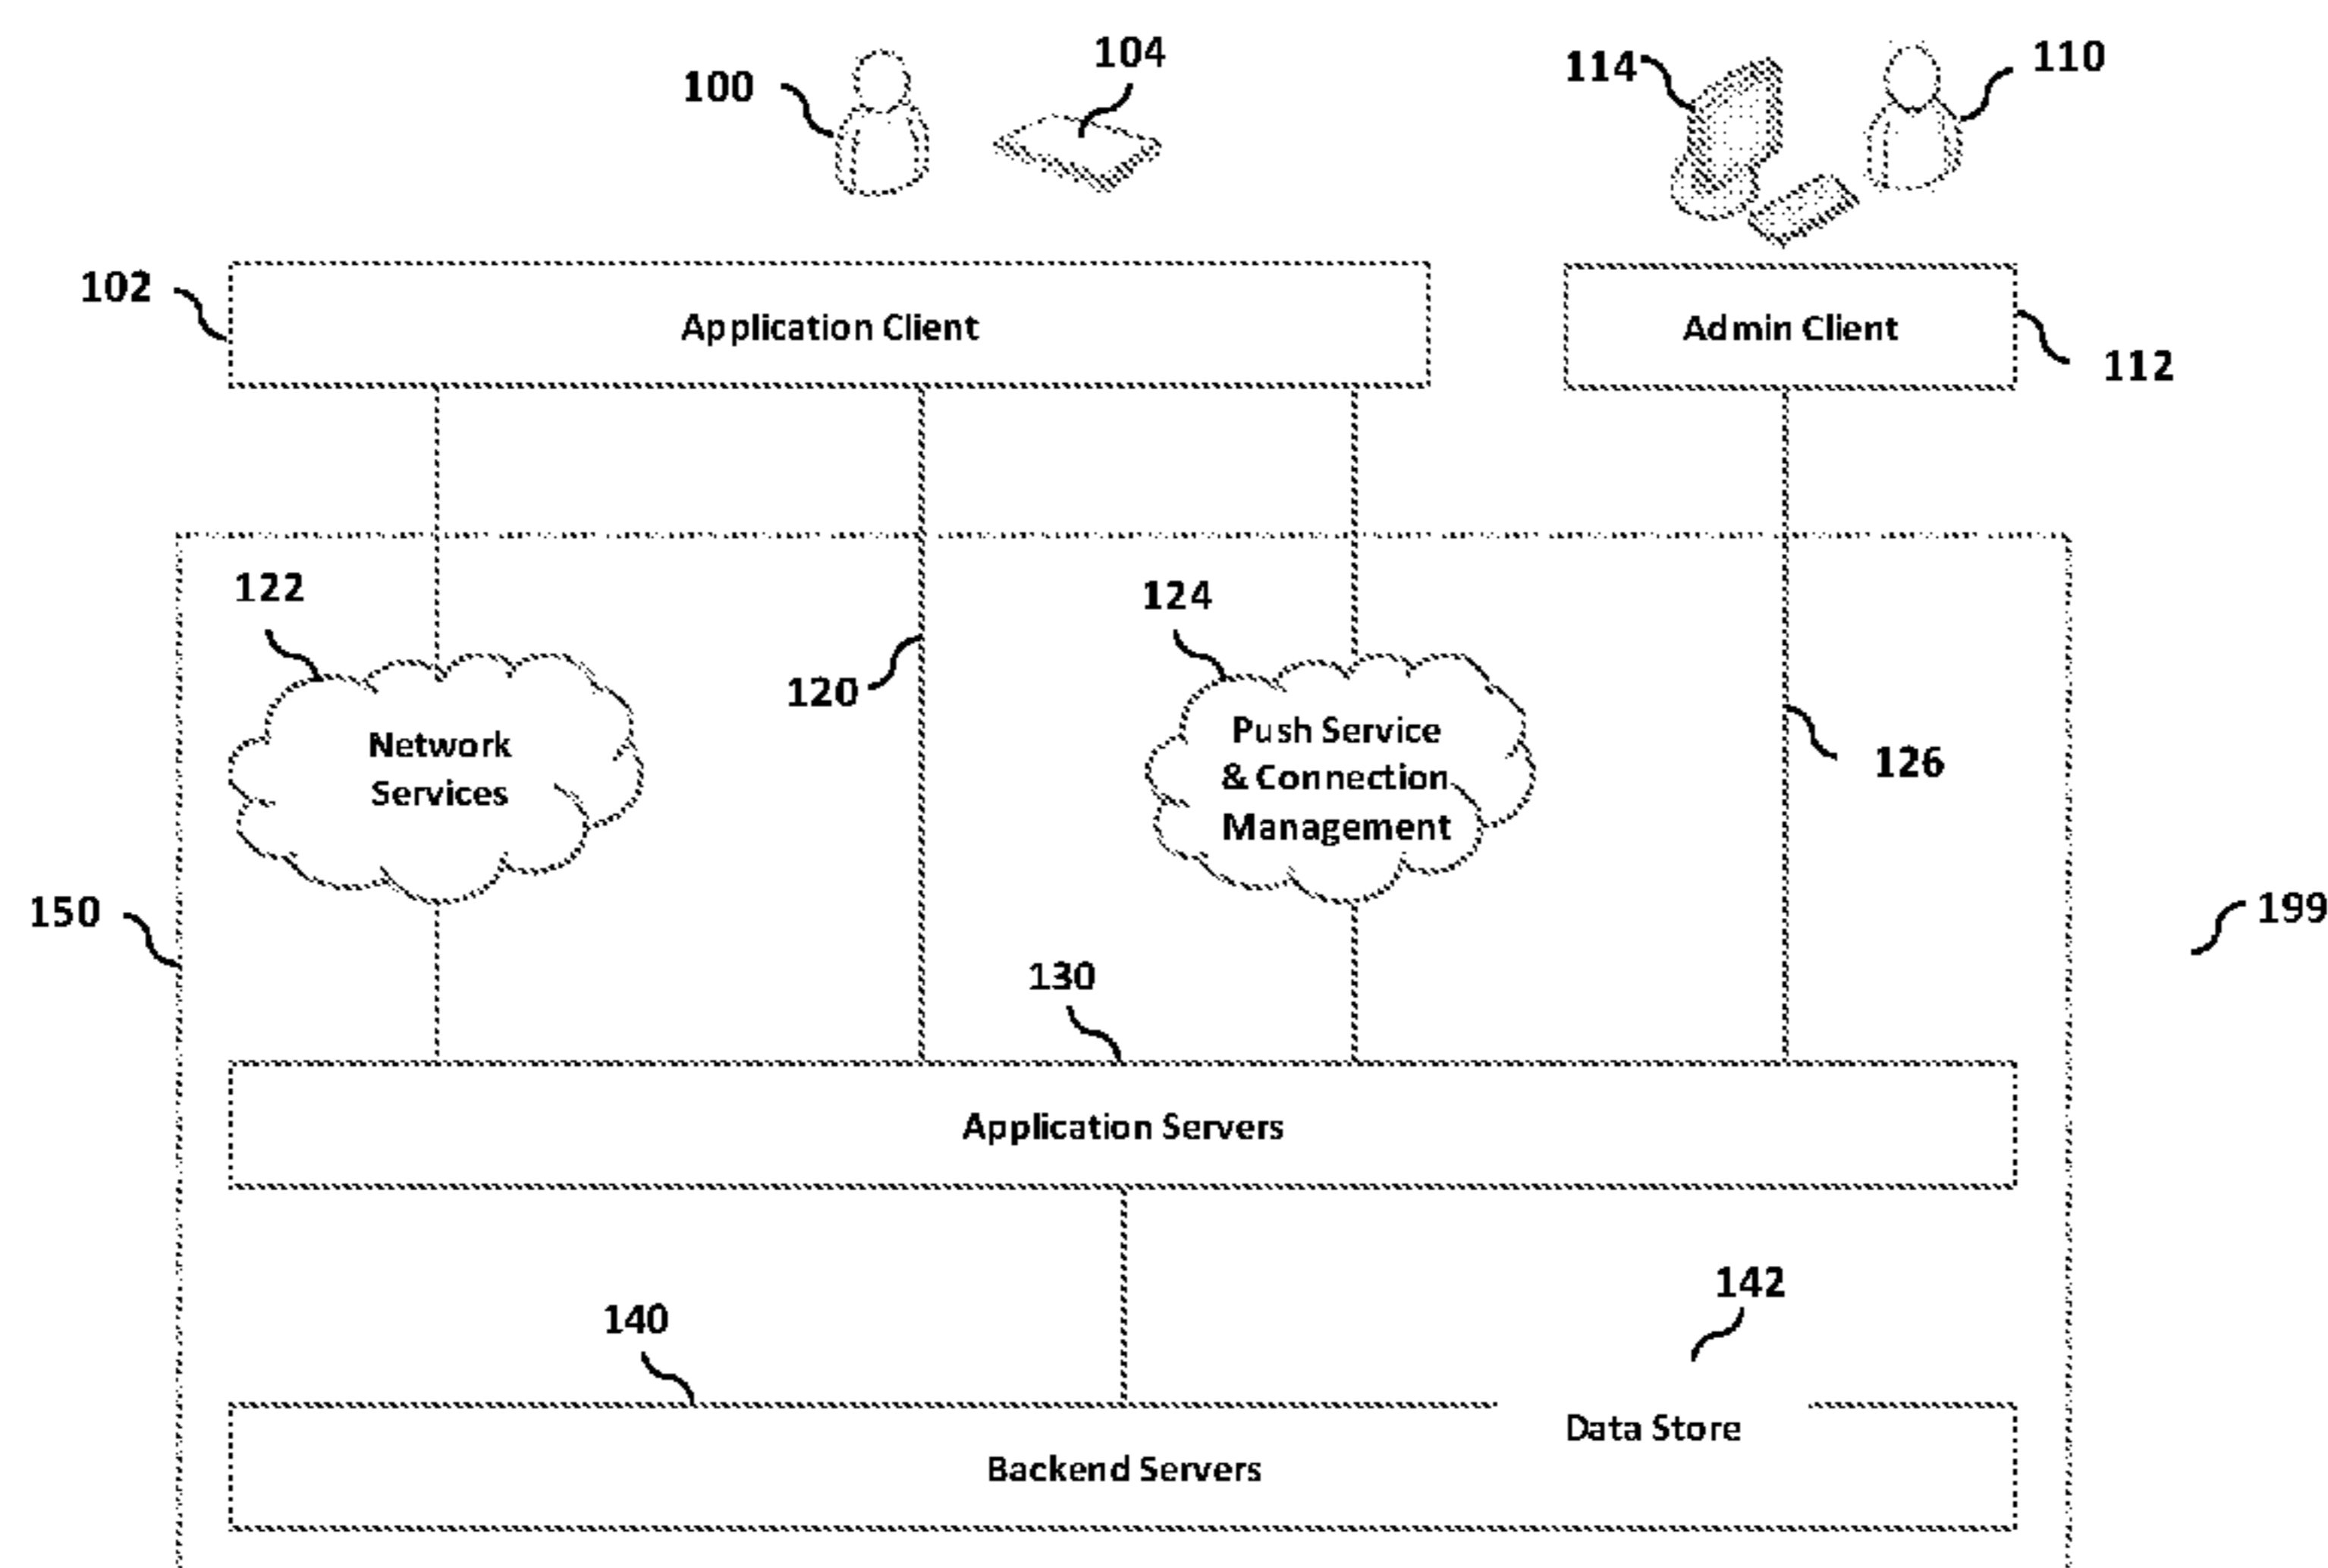 104
114
110
100
102
Application Client
Admin Client
112
122
124
120
Network
Services
Push Service
& Connection
Management
126
150
199
130
Application Servers
142
140
Data Store
Backend Servers